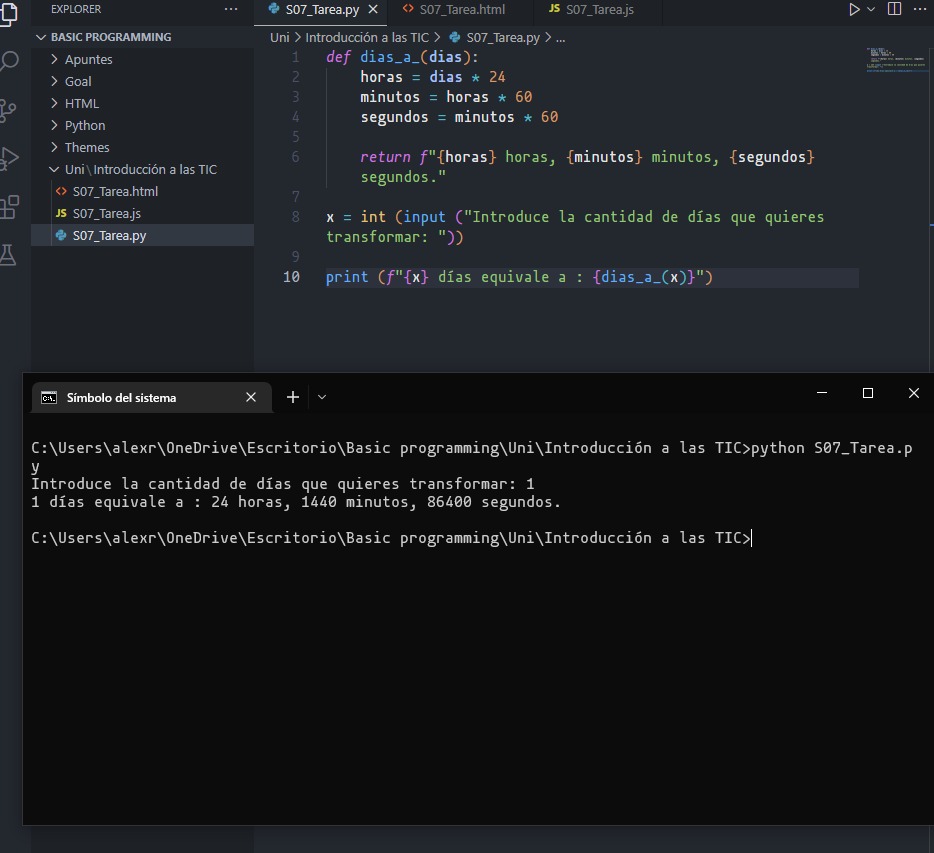 EXPLORER ...
S07_Tarea.py
S07_Tarea.html
JS S07_Tarea.js
BASIC PROGRAMMING
Apuntes
Goal
HTML
Python
Themes
Uni \ Introducción a las TIC
S07_Tarea.html
JS S07_Tarea.js
S07_Tarea.py
Uni > Introducción a las TIC > S07_Tarea.py > ...
1 def dias_a_(dias):
2 horas = dias * 24
3 minutos = horas * 60
4 segundos = minutos * 60
5
6 return f"{horas} horas, {minutos} minutos, {segundos}
segundos."
7
8 x = int (input ("Introduce la cantidad de días que quieres
transformar: "))
9
10 print (f"{x} días equivale a : {dias_a_(x)}")
Símbolo del sistema
C:\Users\alexr\OneDrive\Escritorio\Basic programming\Uni\Introducción a las TIC>python S07_Tarea.p
y
Introduce la cantidad de días que quieres transformar: 1
1 días equivale a : 24 horas, 1440 minutos, 86400 segundos.
C:\Users\alexr\OneDrive\Escritorio\Basic programming\Uni\Introducción a las TIC>